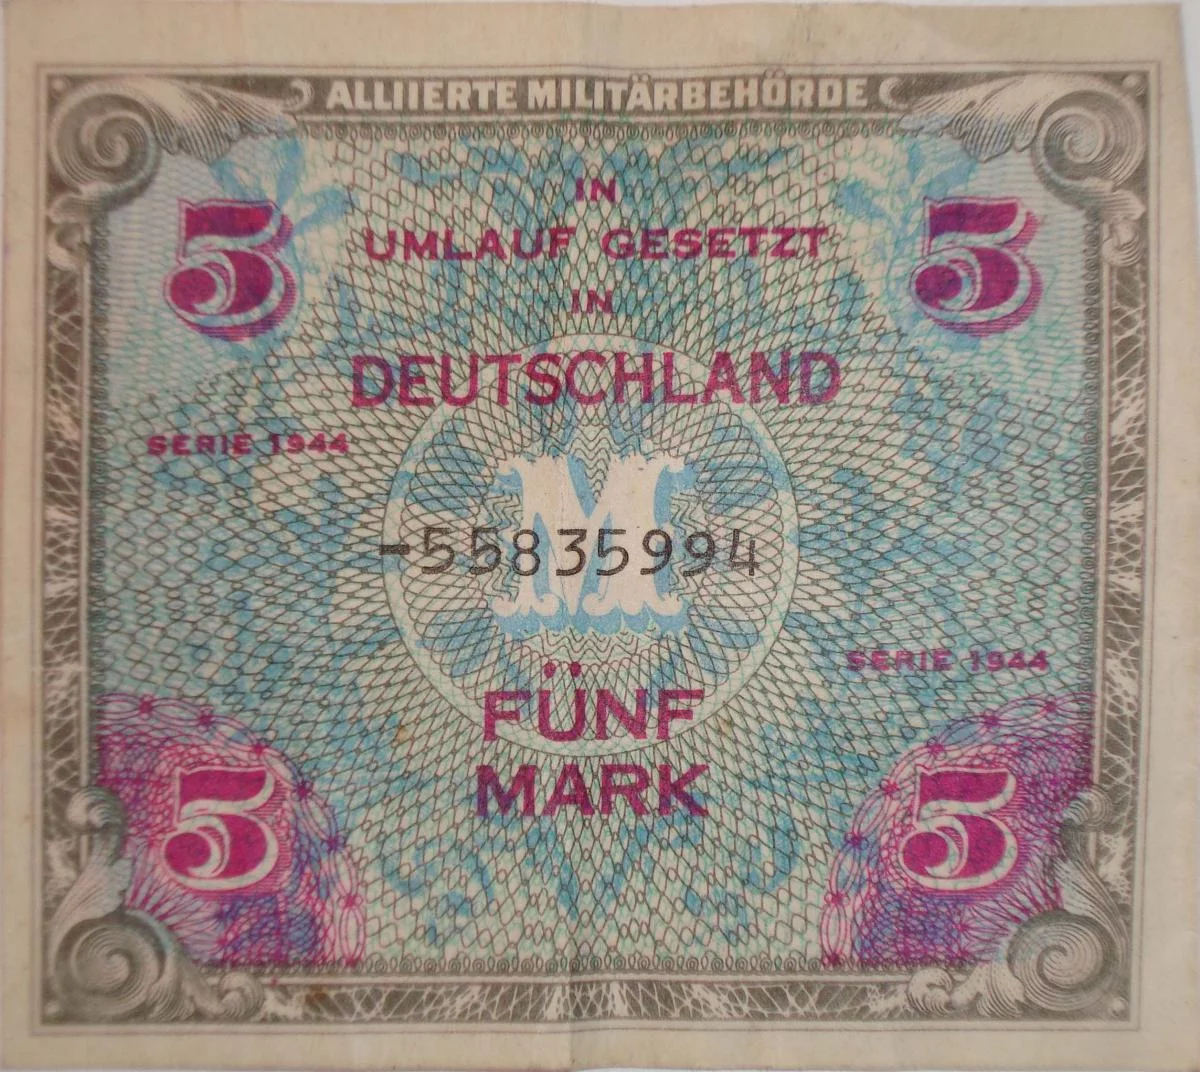 ALLIIERTE MILITÄRBEHÖRDE
IN
5 UMLAUF GESETZT 5
IN
DEUTSCHLAND
SERIE 1944
M
-55835994
SERIE 1944
FÜNF
MARK
5 5